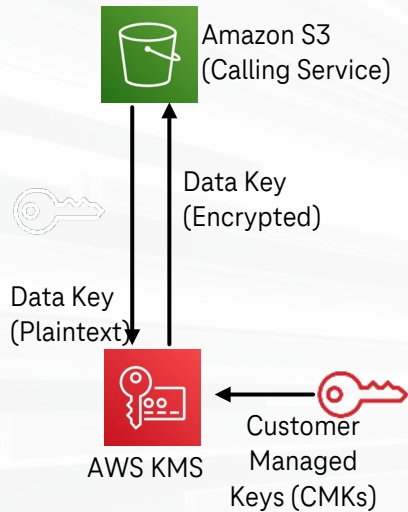 Amazon S3
(Calling Service)
Data Key
(Encrypted)
Data Key
(Plaintext)
AWS KMS
Customer
Managed
Keys (CMKs)